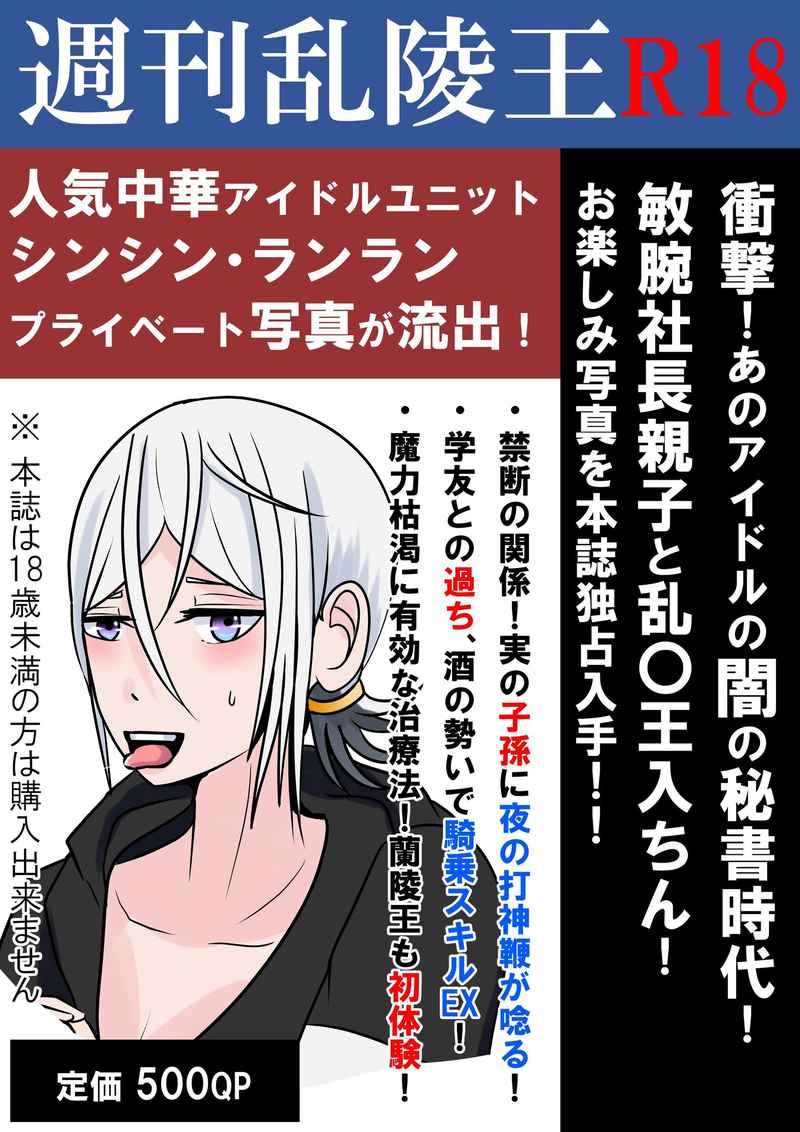 週刊乱陵王R18
人気中華アイドルユニット
シンシン・ランラン
プライベート写真が流出！
衝撃！あのアイドルの闇の秘書時代！
敏腕社長親子と乱〇王入ちん！
お楽しみ写真を本誌独占入手！！
・禁断の関係！実の子孫に夜の打神鞭が唸る！
・学友との過ち、酒の勢いで騎乗スキルEX！
・魔力枯渇に有効な治療法！蘭陵王も初体験！
※ 本誌は18歳未満の方は購入出来ません
定価 500QP